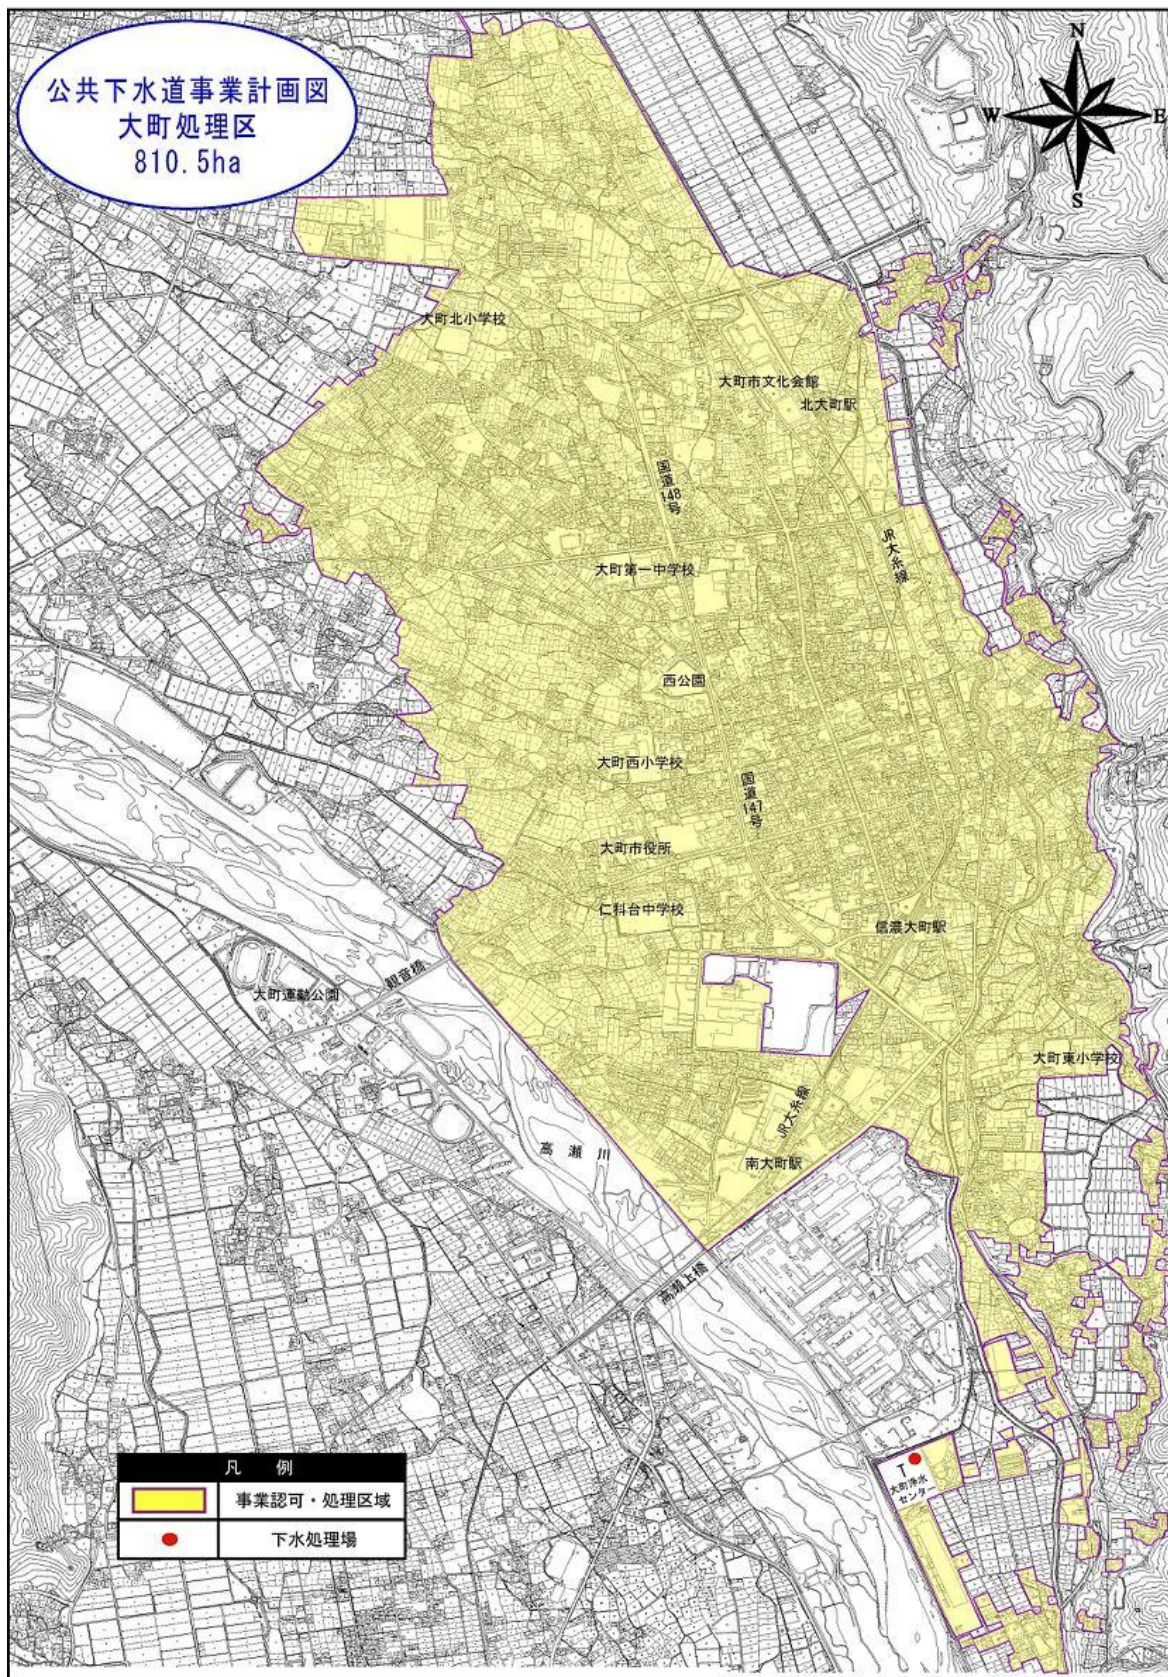 公共下水道事業計画図
大町処理区
810.5ha
N
W
E
S
大町北小学校
大町市文化会館
北大町駅
国道148号
JR大糸線
大町第一中学校
西公園
大町西小学校
国道147号
大町市役所
仁科台中学校
信濃大町駅
観音橋
大町運動公園
大町東小学校
JR大糸線
高瀬川
南大町駅
高瀬上橋
凡例
事業認可・処理区域
下水処理場
T
大町浄水
センター